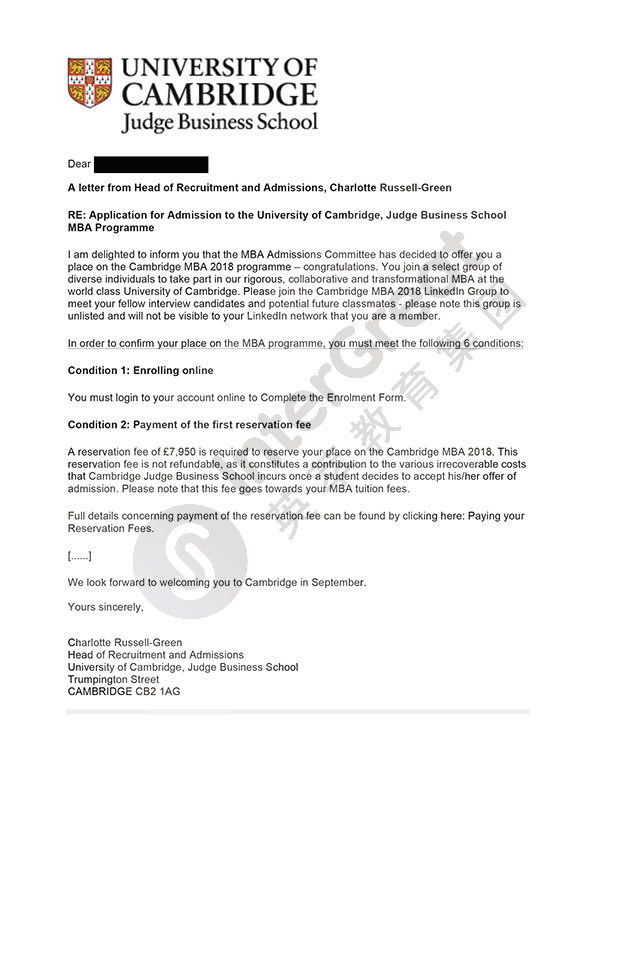 UNIVERSITY OF
CAMBRIDGE
Judge Business School
Dear
A letter from Head of Recruitment and Admissions, Charlotte Russell-Green
RE: Application for Admission to the University of Cambridge, Judge Business School
MBA Programme
I am delighted to inform you that the MBA Admissions Committee has decided to offer you a
place on the Cambridge MBA 2018 programme – congratulations. You join a select group of
diverse individuals to take part in our rigorous, collaborative and transformational MBA at the
world class University of Cambridge. Please join the Cambridge MBA 2018 LinkedIn Group to
meet your fellow interview candidates and potential future classmates - please note this group is
unlisted and will not be visible to your LinkedIn network that you are a member.
In order to confirm your place on the MBA programme, you must meet the following 6 conditions:
Condition 1: Enrolling online
You must login to your account online to Complete the Enrolment Form.
Condition 2: Payment of the first reservation fee
A reservation fee of £7,950 is required to reserve your place on the Cambridge MBA 2018. This
reservation fee is not refundable, as it constitutes a contribution to the various irrecoverable costs
that Cambridge Judge Business School incurs once a student decides to accept his/her offer of
admission. Please note that this fee goes towards your MBA tuition fees.
Full details concerning payment of the reservation fee can be found by clicking here: Paying your
Reservation Fees.
[......]
We look forward to welcoming you to Cambridge in September.
Yours sincerely,
Charlotte Russell-Green
Head of Recruitment and Admissions
University of Cambridge, Judge Business School
Trumpington Street
CAMBRIDGE CB2 1AG
InterGreat
英杰教育集团